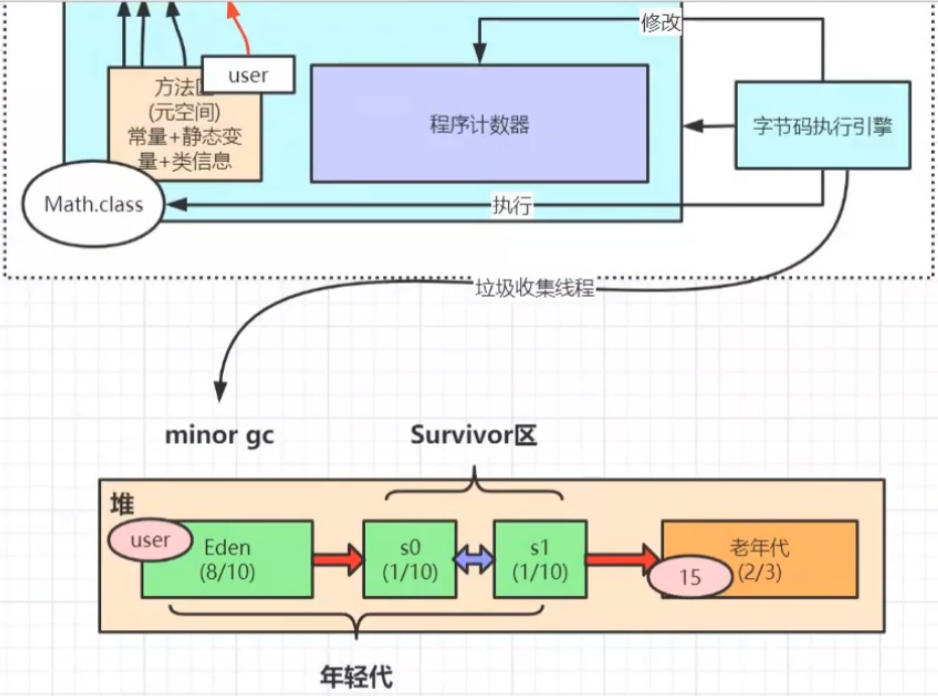 修改
user
方法
(元空间)
常量+静态变
量+类信息
程序计数器
字节码执行引擎
Math.class
执行
垃圾收集线程
minor gc
Survivor区
堆
user
Eden
(8/10)
s0
(1/10)
s1
(1/10)
老年代
(2/3)
15
年轻代